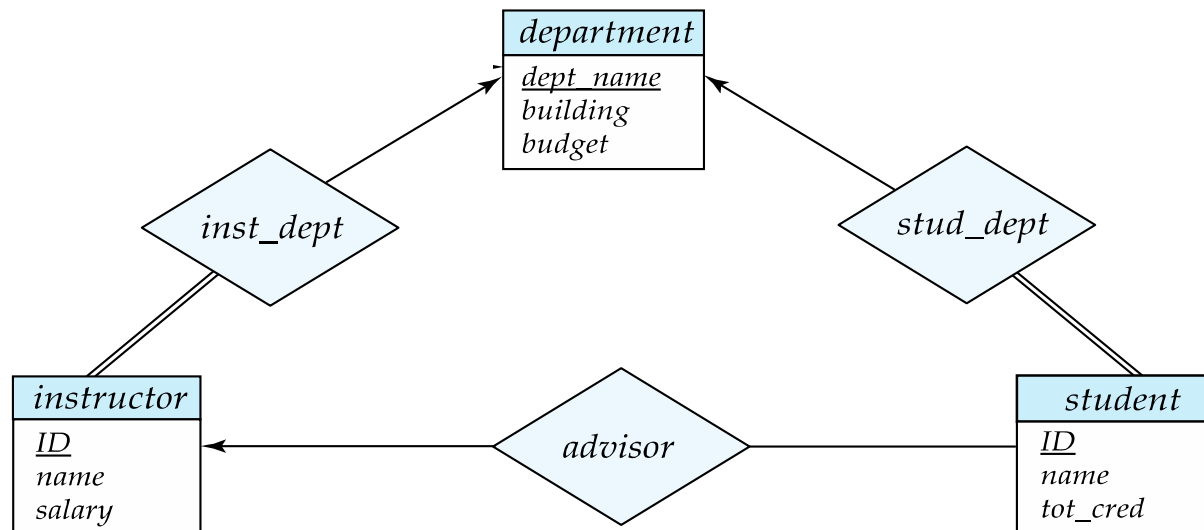 department
dept_name
building
budget
inst_dept
stud_dept
instructor
ID
name
salary
advisor
student
ID
name
tot_cred